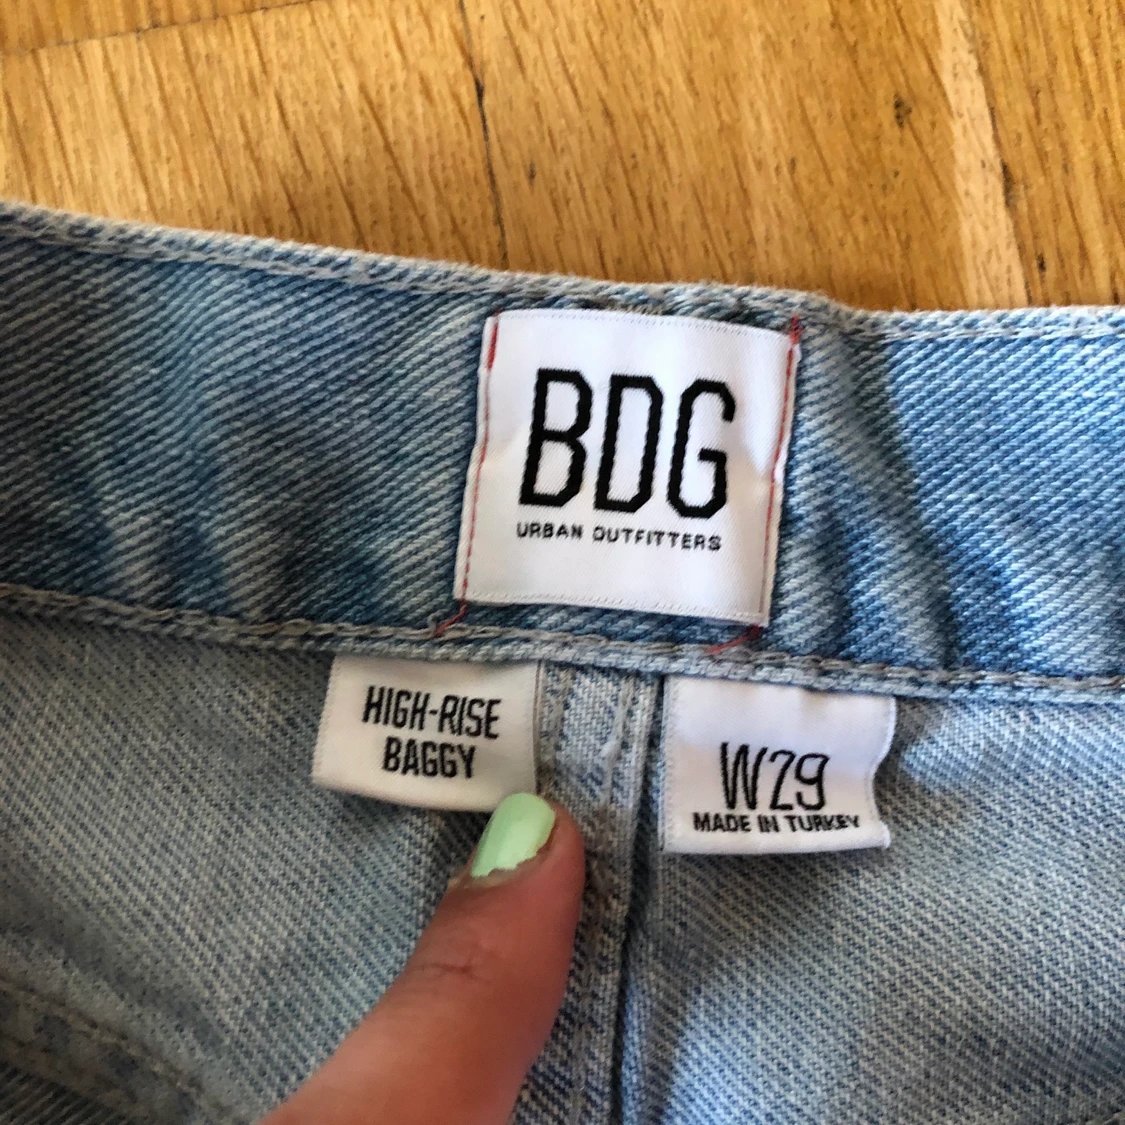 BDG
URBAN OUTFITTERS
HIGH-RISE
BAGGY
W29
MADE IN TURKEY